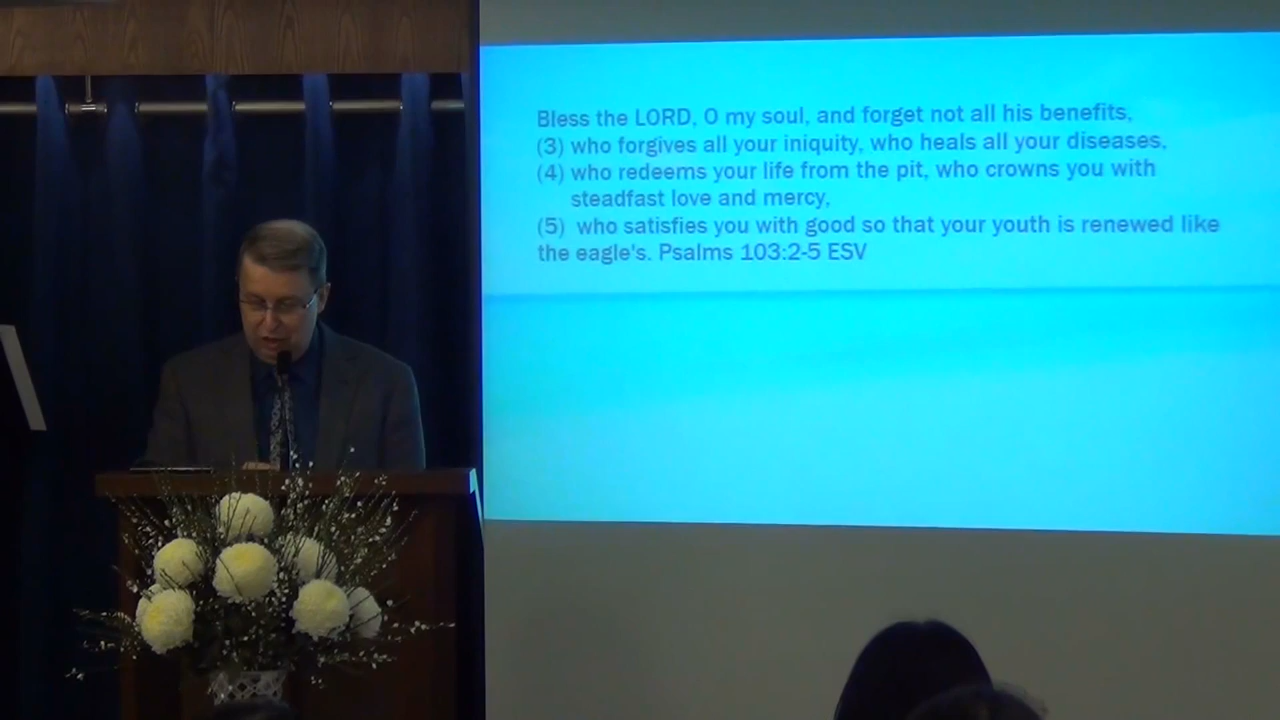 Bless the LORD, O my soul, and forget not all his benefits,
(3) who forgives all your iniquity, who heals all your diseases,
(4) who redeems your life from the pit, who crowns you with
steadfast love and mercy,
(5) who satisfies you with good so that your youth is renewed like
the eagle's. Psalms 103:2-5 ESV